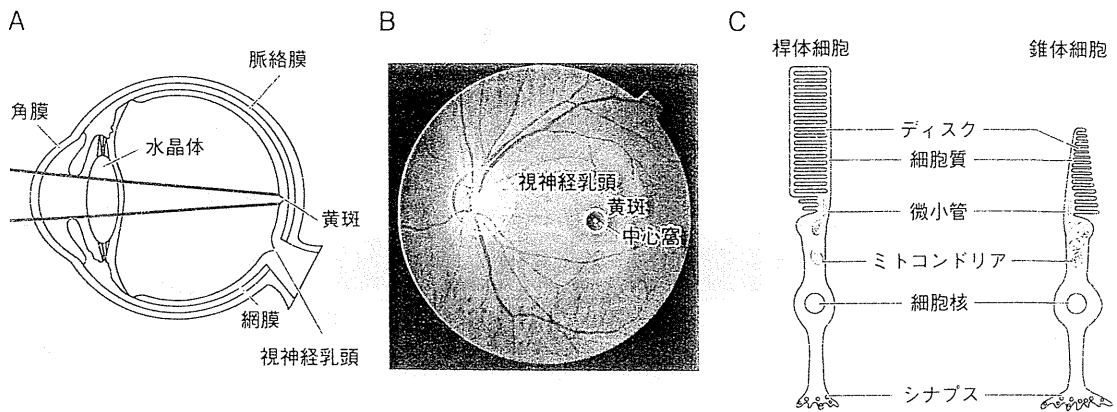 A
脈絡膜
角膜
水晶体
黄斑
網膜
視神経乳頭
B
視神経乳頭
黄斑
中心窩
C
桿体細胞
錐体細胞
ディスク
細胞質
微小管
ミトコンドリア
細胞核
シナプス